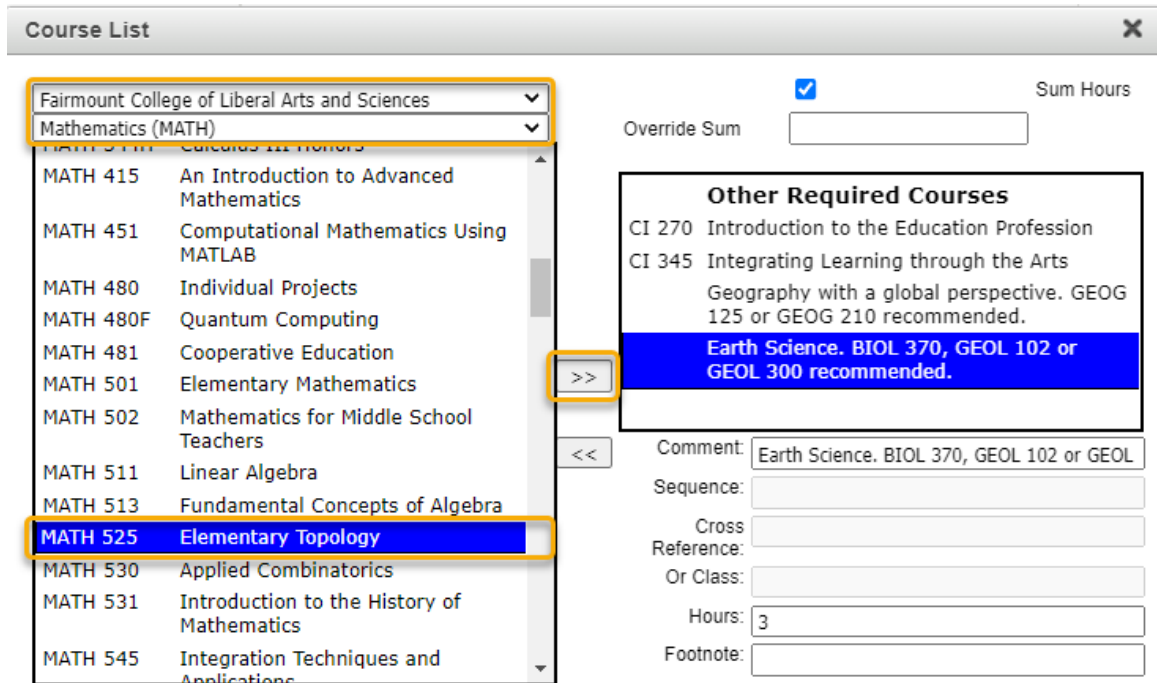 Course List
Fairmount College of Liberal Arts and Sciences
Mathematics (MATH)
Calculus III Honors
MATH 415 An Introduction to Advanced
Mathematics
MATH 451 Computational Mathematics Using
MATLAB
MATH 480 Individual Projects
MATH 480F Quantum Computing
MATH 481 Cooperative Education
MATH 501 Elementary Mathematics
MATH 502 Mathematics for Middle School
Teachers
MATH 511 Linear Algebra
MATH 513 Fundamental Concepts of Algebra
MATH 525 Elementary Topology
MATH 530 Applied Combinatorics
MATH 531 Introduction to the History of
Mathematics
MATH 545 Integration Techniques and
Applications
>>
<<
Sum Hours
Override Sum
Other Required Courses
CI 270 Introduction to the Education Profession
CI 345 Integrating Learning through the Arts
Geography with a global perspective. GEOG
125 or GEOG 210 recommended.
Earth Science. BIOL 370, GEOL 102 or
GEOL 300 recommended.
Comment: Earth Science. BIOL 370, GEOL 102 or GEOL
Sequence:
Cross
Reference:
Or Class:
Hours: 3
Footnote: